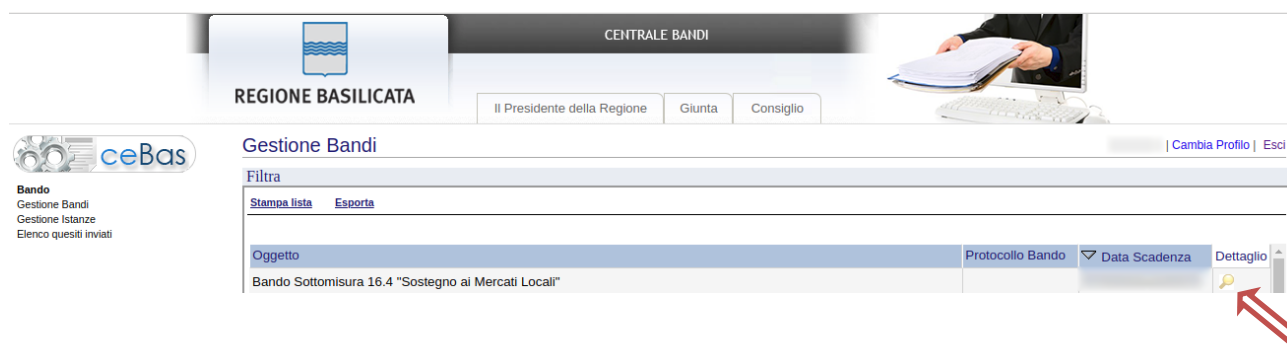 CENTRALE BANDI
REGIONE BASILICATA
Il Presidente della Regione Giunta Consiglio
ceBas
Gestione Bandi
| Cambia Profilo | Esci
Filtra
Bando
Gestione Bandi
Gestione Istanze
Elenco quesiti inviati
Stampa lista Esporta
Oggetto Protocollo Bando Data Scadenza Dettaglio
Bando Sottomisura 16.4 "Sostegno ai Mercati Locali"